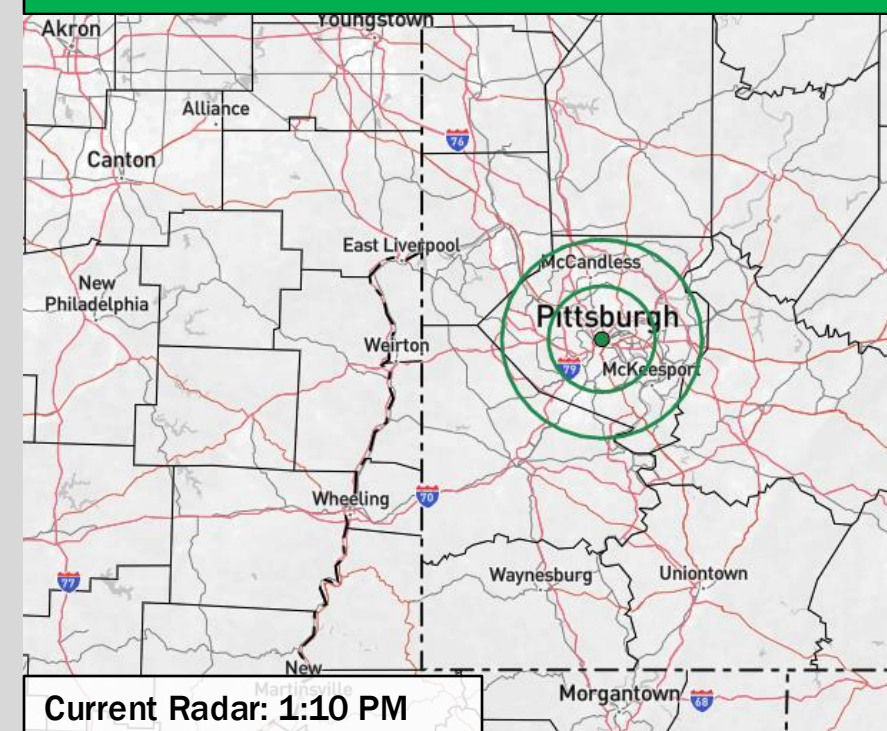 Youngstown
Akron
Alliance
76
Canton
East Liverpool
McCandless
New
Philadelphia
Pittsburgh
Weirton
79
McKeesport
Wheeling
70
77
Waynesburg
Uniontown
New
Martinsville
Morgantown
68
Current Radar: 1:10 PM